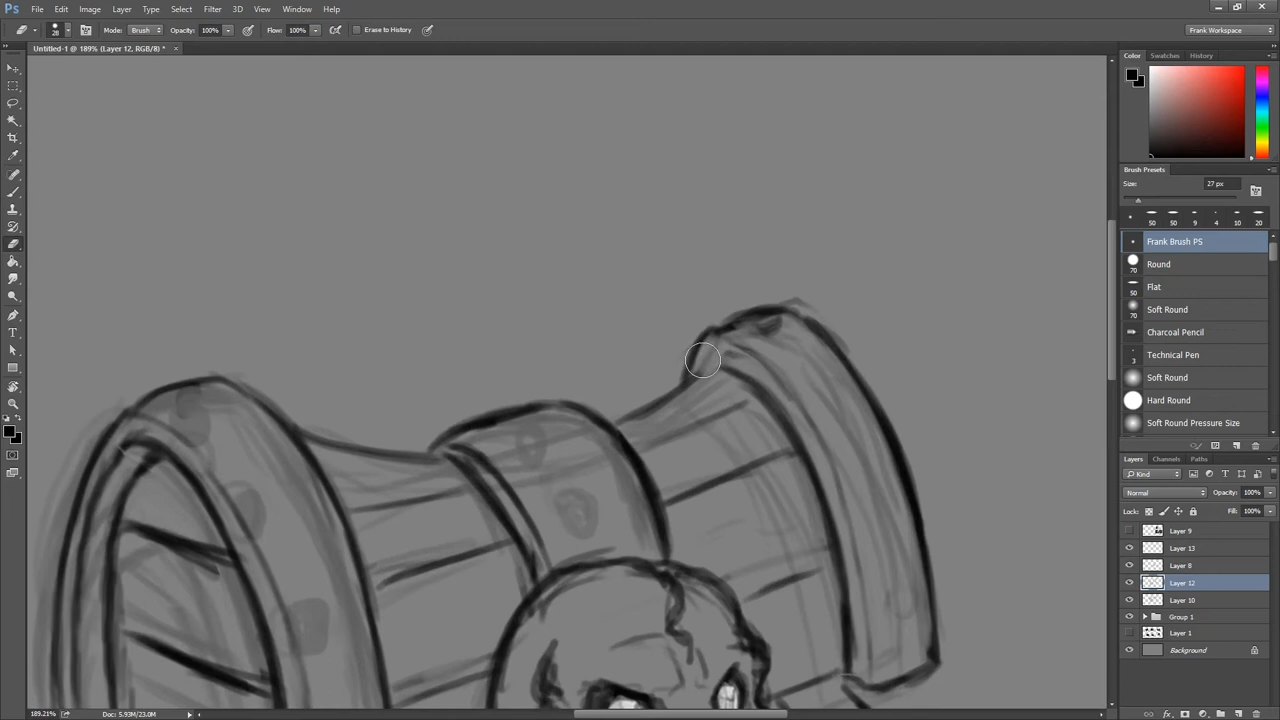 Ps File Edit Image Layer Type Select Filter 3D View Window Help
28 Mode: Brush Opacity: 100% Flow: 100% Erase to History Frank Workspace
Untitled-1 @ 189% (Layer 12, RGB/8) * ×
Color Swatches History
Brush Presets
Size: 27 px
50 50 9 4 10 20
Frank Brush PS
70 Round
50 Flat
70 Soft Round
Charcoal Pencil
3 Technical Pen
Soft Round
Hard Round
Soft Round Pressure Size
Layers Channels Paths
Kind
Normal Opacity: 100%
Lock: Fill: 100%
Layer 9
Layer 13
Layer 8
Layer 12
Layer 10
Group 1
Layer 1
Background
189.21% Doc: 5.93M/23.0M